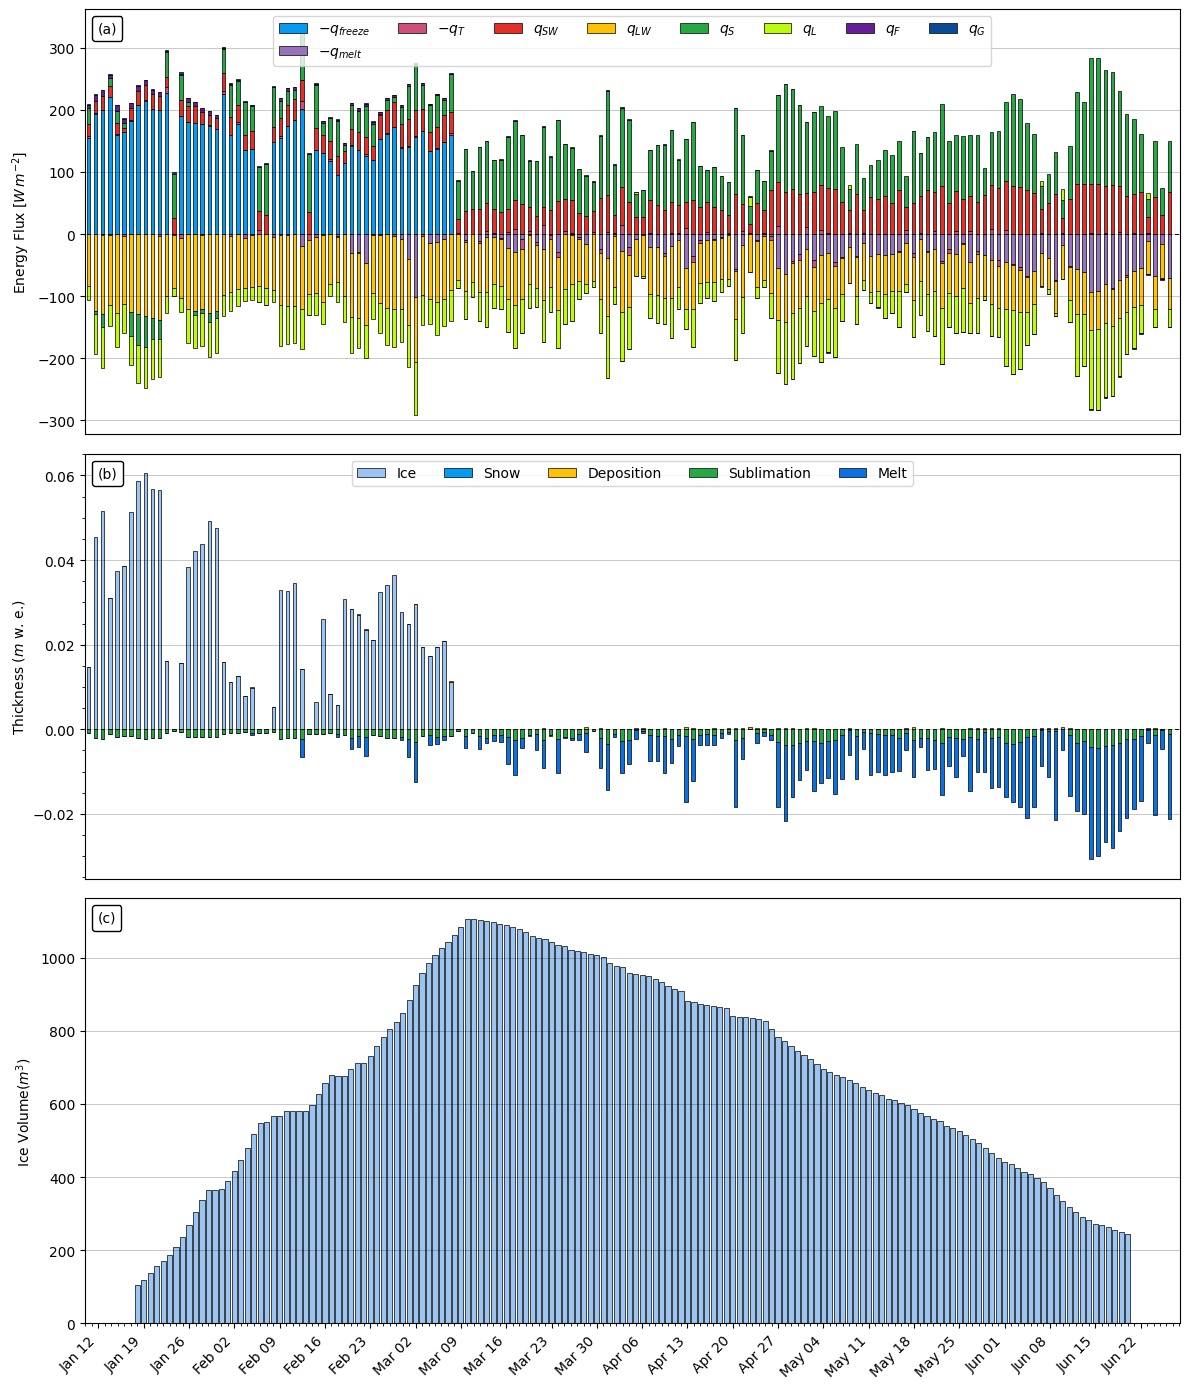 (a)
−q_freeze −q_T q_SW q_LW q_S q_L q_F q_G
−q_melt
300
200
100
0
−100
−200
−300
Energy Flux [W m⁻²]
(b)
Ice Snow Deposition Sublimation Melt
0.06
0.04
0.02
0.00
−0.02
Thickness (m w. e.)
(c)
1000
800
600
400
200
0
Ice Volume(m³)
Jan 12 Jan 19 Jan 26 Feb 02 Feb 09 Feb 16 Feb 23 Mar 02 Mar 09 Mar 16 Mar 23 Mar 30 Apr 06 Apr 13 Apr 20 Apr 27 May 04 May 11 May 18 May 25 Jun 01 Jun 08 Jun 15 Jun 22